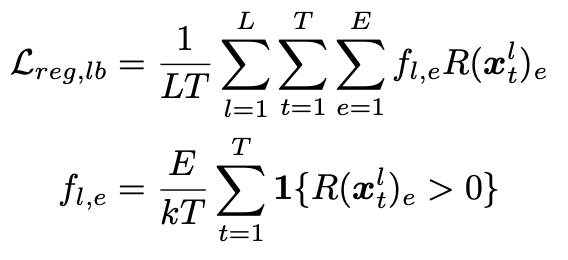 $$\mathcal{L}_{reg,lb} = \frac{1}{LT} \sum_{l=1}^{L} \sum_{t=1}^{T} \sum_{e=1}^{E} f_{l,e} R(\boldsymbol{x}_t^l)_e$$
$$f_{l,e} = \frac{E}{kT} \sum_{t=1}^{T} \mathbf{1}\{R(\boldsymbol{x}_t^l)_e > 0\}$$